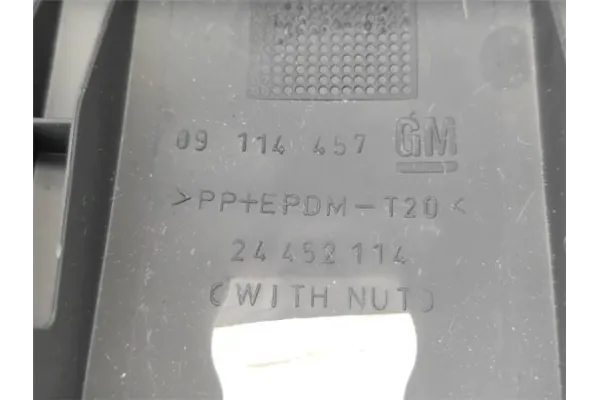 09 114 457 GM
>PP+EPDM-T20<
24 452 114
(WITH NUT)